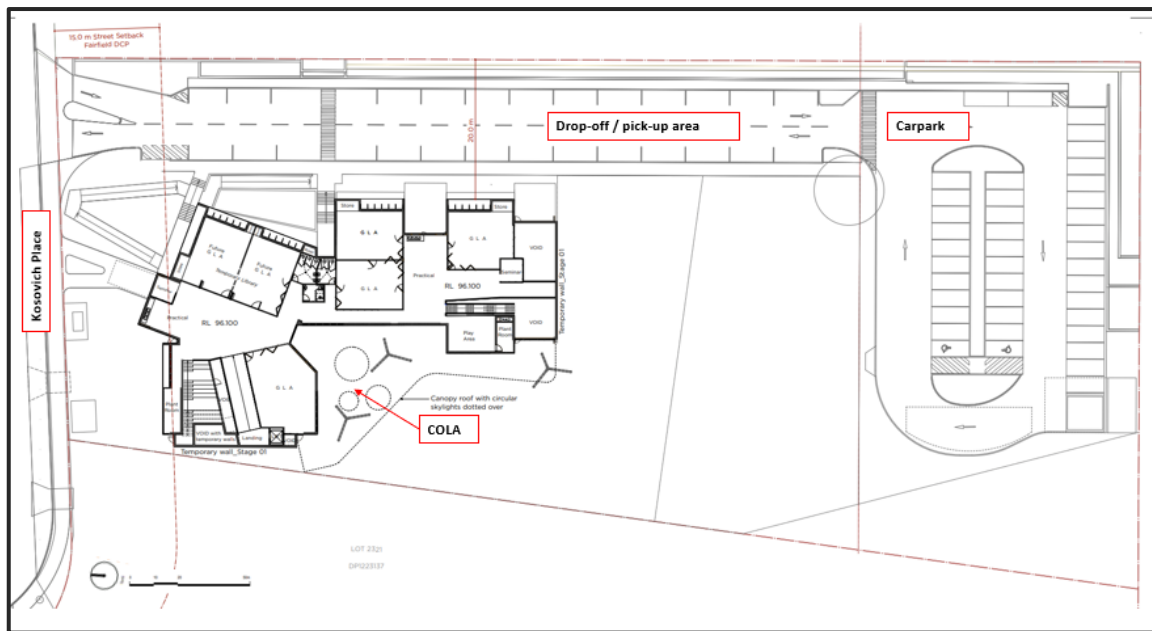 15.0 m Street Setback
Fairfield DCP
Drop-off / pick-up area
Carpark
20.0 m
Kosovich Place
Store
G L A
Store
G L A
VOID
Future
G L A
Future
G L A
Temporary Library
G L A
Practical
Seminar
RL 96.100
Temporary wall_Stage 01
Practical
RL 96.100
Play
Area
Plant
Room
VOID
G L A
Plant
Room
Canopy roof with circular
skylights dotted over
COLA
VOID with
temporary walls
Landing
VOID
Temporary wall_Stage 01
LOT 2321
DP1223137